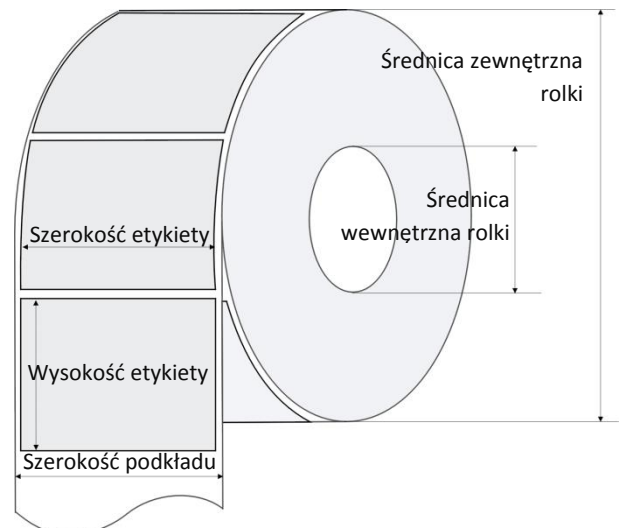 Średnica zewnętrzna
rolki
Średnica
wewnętrzna rolki
Szerokość etykiety
Wysokość etykiety
Szerokość podkładu